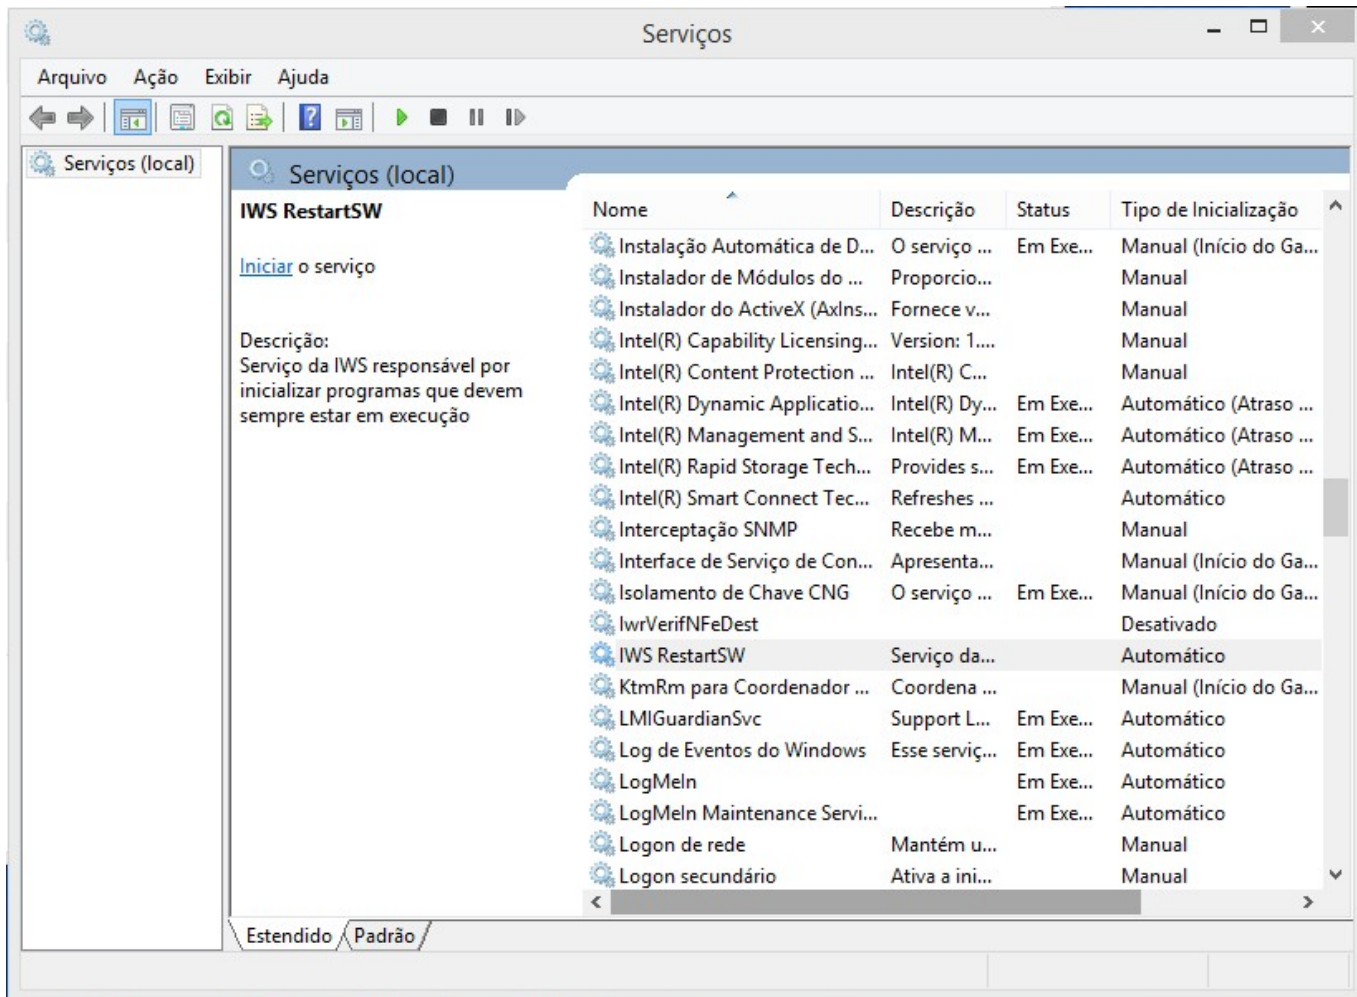 Serviços
Arquivo Ação Exibir Ajuda
Serviços (local)
Serviços (local)
IWS RestartSW
Iniciar o serviço
Descrição:
Serviço da IWS responsável por
inicializar programas que devem
sempre estar em execução
Nome Descrição Status Tipo de Inicialização
Instalação Automática de D... O serviço ... Em Exe... Manual (Início do Ga...
Instalador de Módulos do ... Proporcio... Manual
Instalador do ActiveX (AxIns... Fornece v... Manual
Intel(R) Capability Licensing... Version: 1.... Manual
Intel(R) Content Protection ... Intel(R) C... Manual
Intel(R) Dynamic Applicatio... Intel(R) Dy... Em Exe... Automático (Atraso ...
Intel(R) Management and S... Intel(R) M... Em Exe... Automático (Atraso ...
Intel(R) Rapid Storage Tech... Provides s... Em Exe... Automático (Atraso ...
Intel(R) Smart Connect Tec... Refreshes ... Automático
Interceptação SNMP Recebe m... Manual
Interface de Serviço de Con... Apresenta... Manual (Início do Ga...
Isolamento de Chave CNG O serviço ... Em Exe... Manual (Início do Ga...
IwrVerifNFeDest Desativado
IWS RestartSW Serviço da... Automático
KtmRm para Coordenador ... Coordena ... Manual (Início do Ga...
LMIGuardianSvc Support L... Em Exe... Automático
Log de Eventos do Windows Esse serviç... Em Exe... Automático
LogMeIn Em Exe... Automático
LogMeIn Maintenance Servi... Em Exe... Automático
Logon de rede Mantém u... Manual
Logon secundário Ativa a ini... Manual
Estendido Padrão